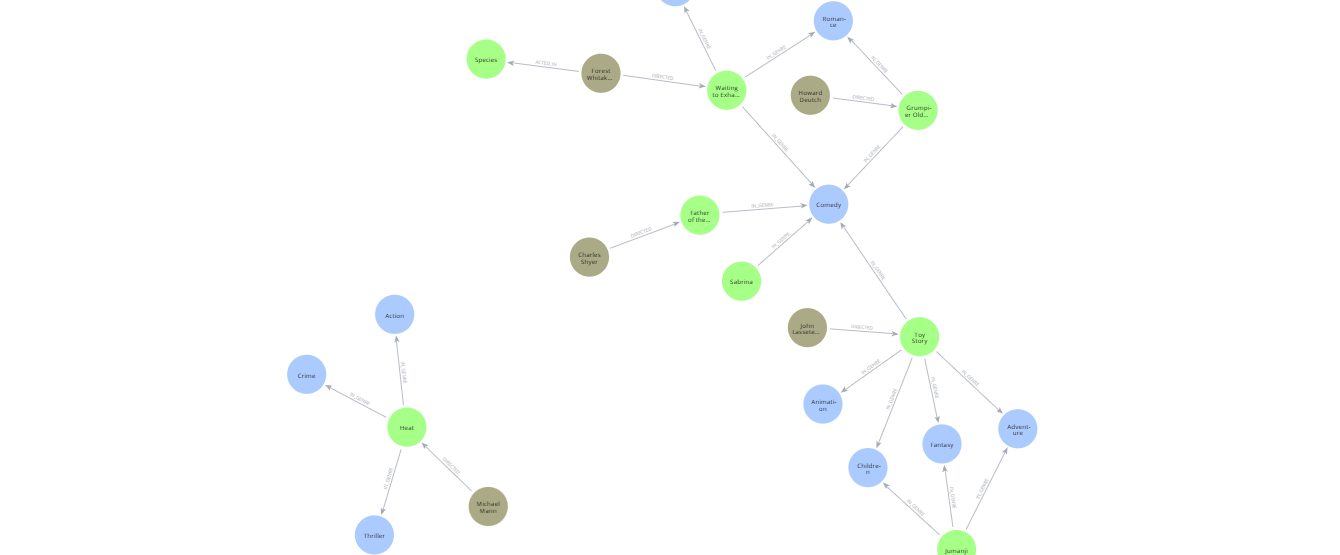 Roman-
ce
IN_GENRE
IN_GENRE
IN_GENRE
Species
ACTED_IN
Forest
Whitak...
DIRECTED
Waiting
to Exha...
Howard
Deutch
DIRECTED
Grumpi-
er Old...
IN_GENRE
IN_GENRE
Comedy
Father
of the...
IN_GENRE
DIRECTED
Charles
Shyer
IN_GENRE
Sabrina
IN_GENRE
Action
John
Lassete...
DIRECTED
Toy
Story
Crime
IN_GENRE
IN_GENRE
IN_GENRE
IN_GENRE
IN_GENRE
IN_GENRE
Animati-
on
Heat
Advent-
ure
Fantasy
Childre-
n
DIRECTED
IN_GENRE
IN_GENRE
IN_GENRE
IN_GENRE
Michael
Mann
Thriller
Jumanji